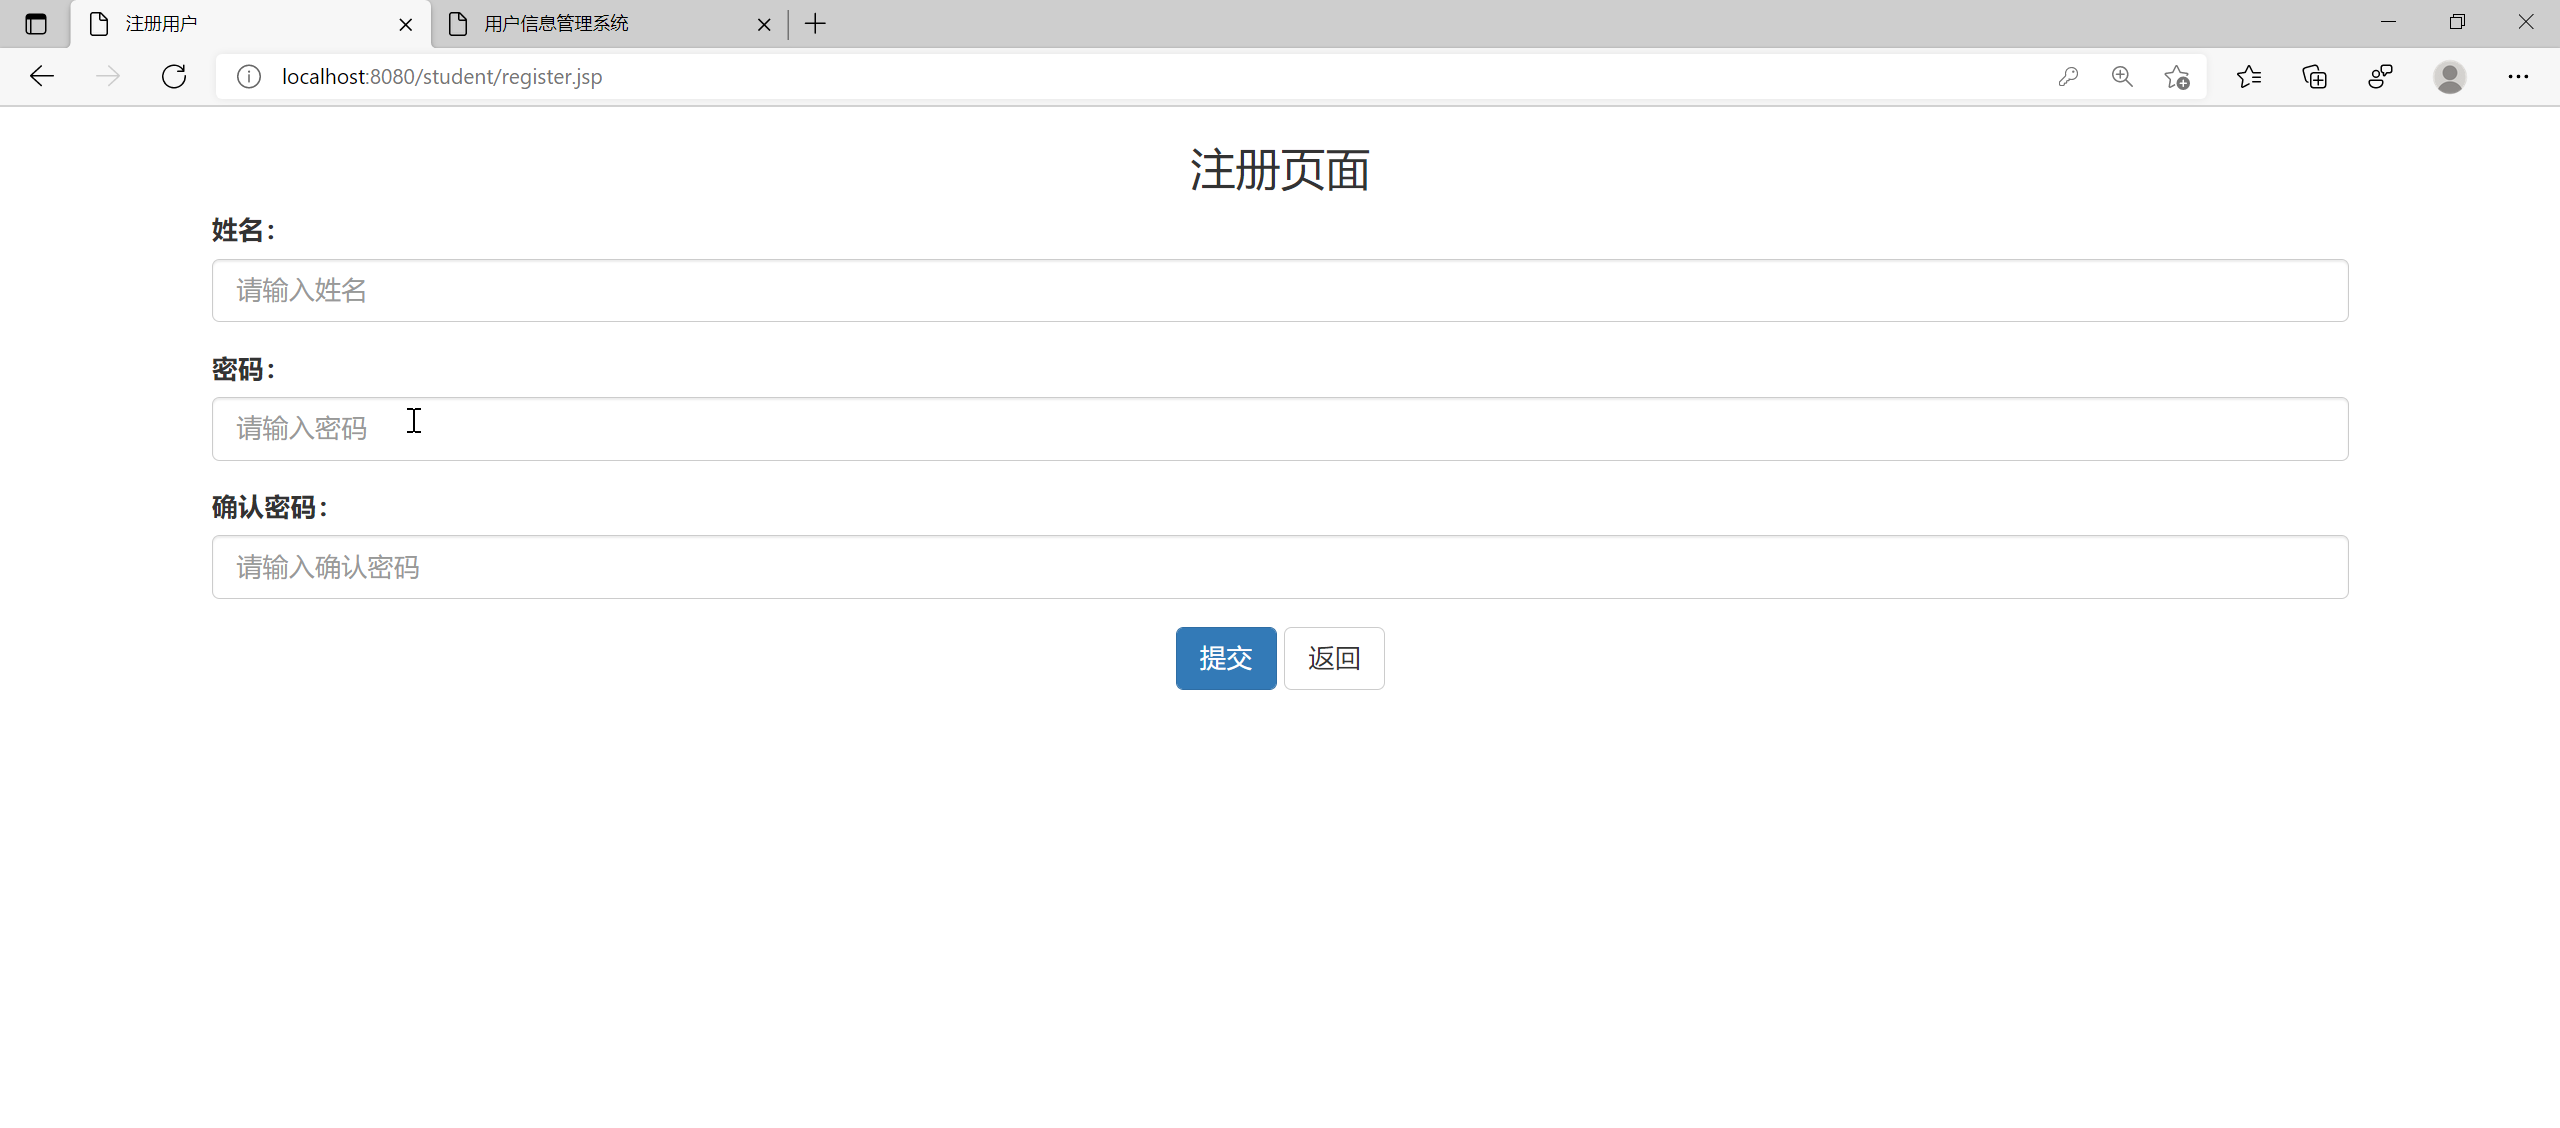 注册用户
用户信息管理系统
localhost:8080/student/register.jsp
注册页面
姓名：
请输入姓名
密码：
请输入密码
确认密码：
请输入确认密码
提交 返回